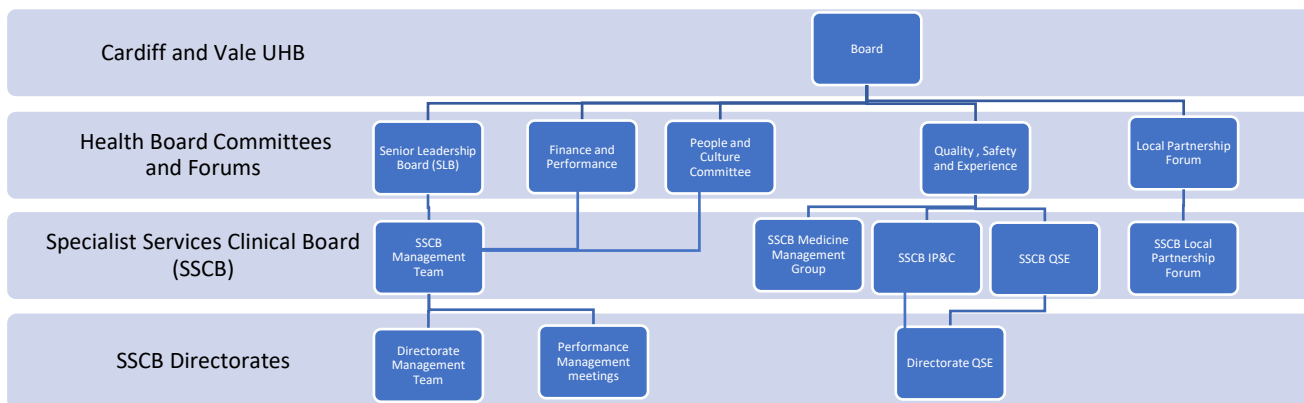 Cardiff and Vale UHB
Board
Health Board Committees
and Forums
Senior Leadership
Board (SLB)
Finance and
Performance
People and
Culture
Committee
Quality , Safety
and Experience
Local Partnership
Forum
Specialist Services Clinical Board
(SSCB)
SSCB
Management
Team
SSCB Medicine
Management
Group
SSCB IP&C
SSCB QSE
SSCB Local
Partnership
Forum
SSCB Directorates
Directorate
Management
Team
Performance
Management
meetings
Directorate QSE